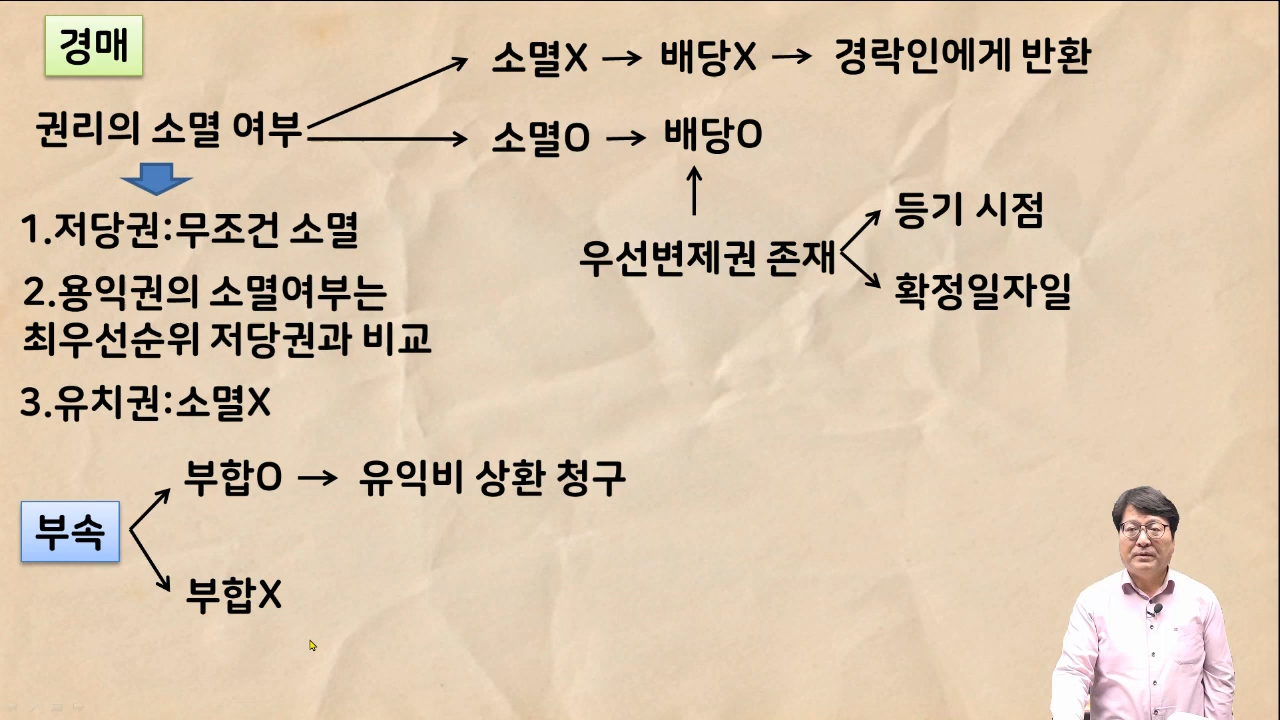 경매
소멸X → 배당X → 경락인에게 반환
권리의 소멸 여부
소멸O → 배당O
1.저당권:무조건 소멸
우선변제권 존재
등기 시점
확정일자일
2.용익권의 소멸여부는
최우선순위 저당권과 비교
3.유치권:소멸X
부속
부합O → 유익비 상환 청구
부합X